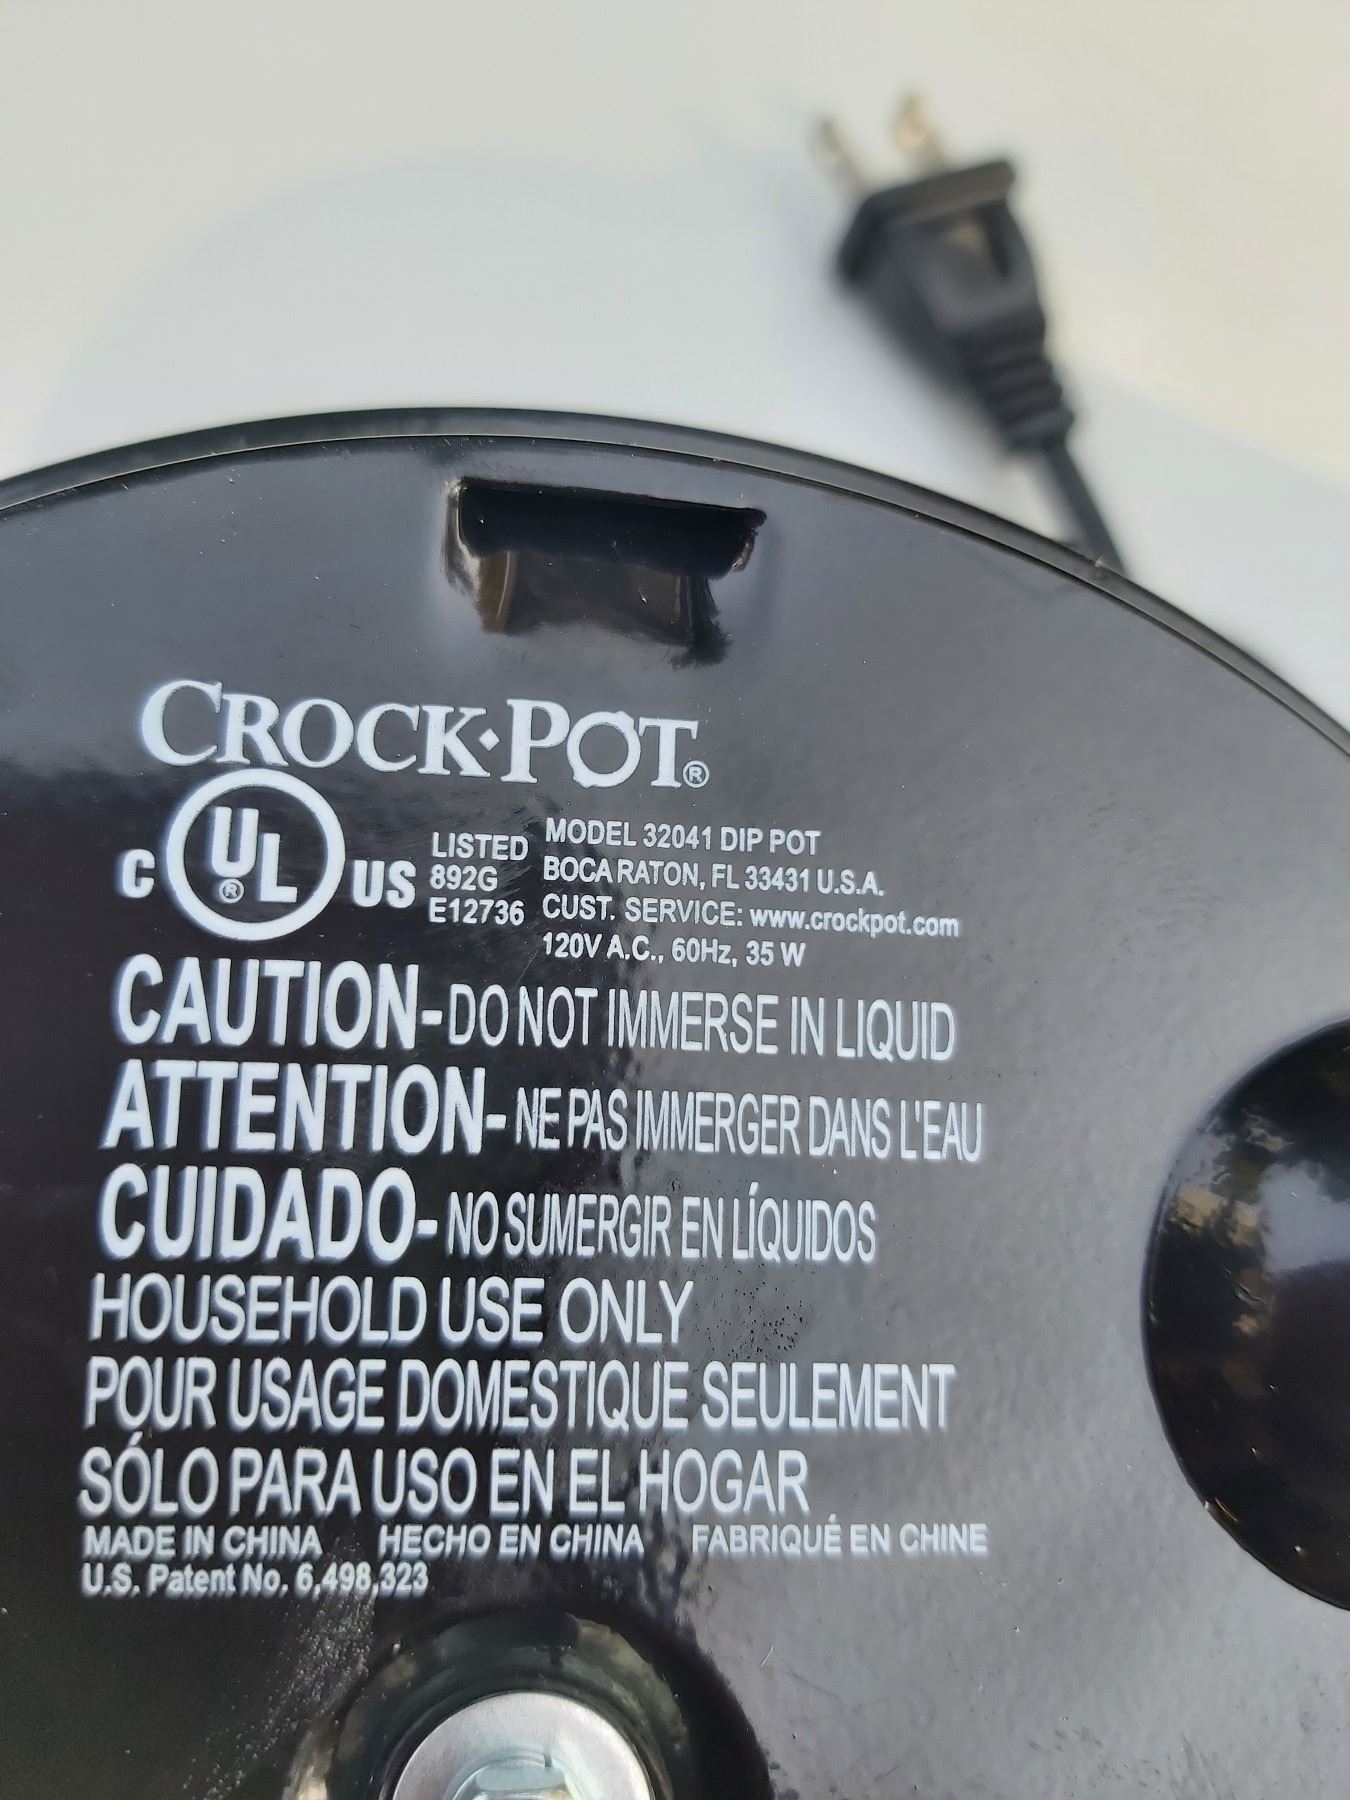 CROCK•POT®
C UL® US
LISTED
892G
E12736
MODEL 32041 DIP POT
BOCA RATON, FL 33431 U.S.A.
CUST. SERVICE: www.crockpot.com
120V A.C., 60Hz, 35 W
CAUTION-DO NOT IMMERSE IN LIQUID
ATTENTION-NE PAS IMMERGER DANS L'EAU
CUIDADO-NO SUMERGIR EN LÍQUIDOS
HOUSEHOLD USE ONLY
POUR USAGE DOMESTIQUE SEULEMENT
SÓLO PARA USO EN EL HOGAR
MADE IN CHINA HECHO EN CHINA FABRIQUÉ EN CHINE
U.S. Patent No. 6,498,323